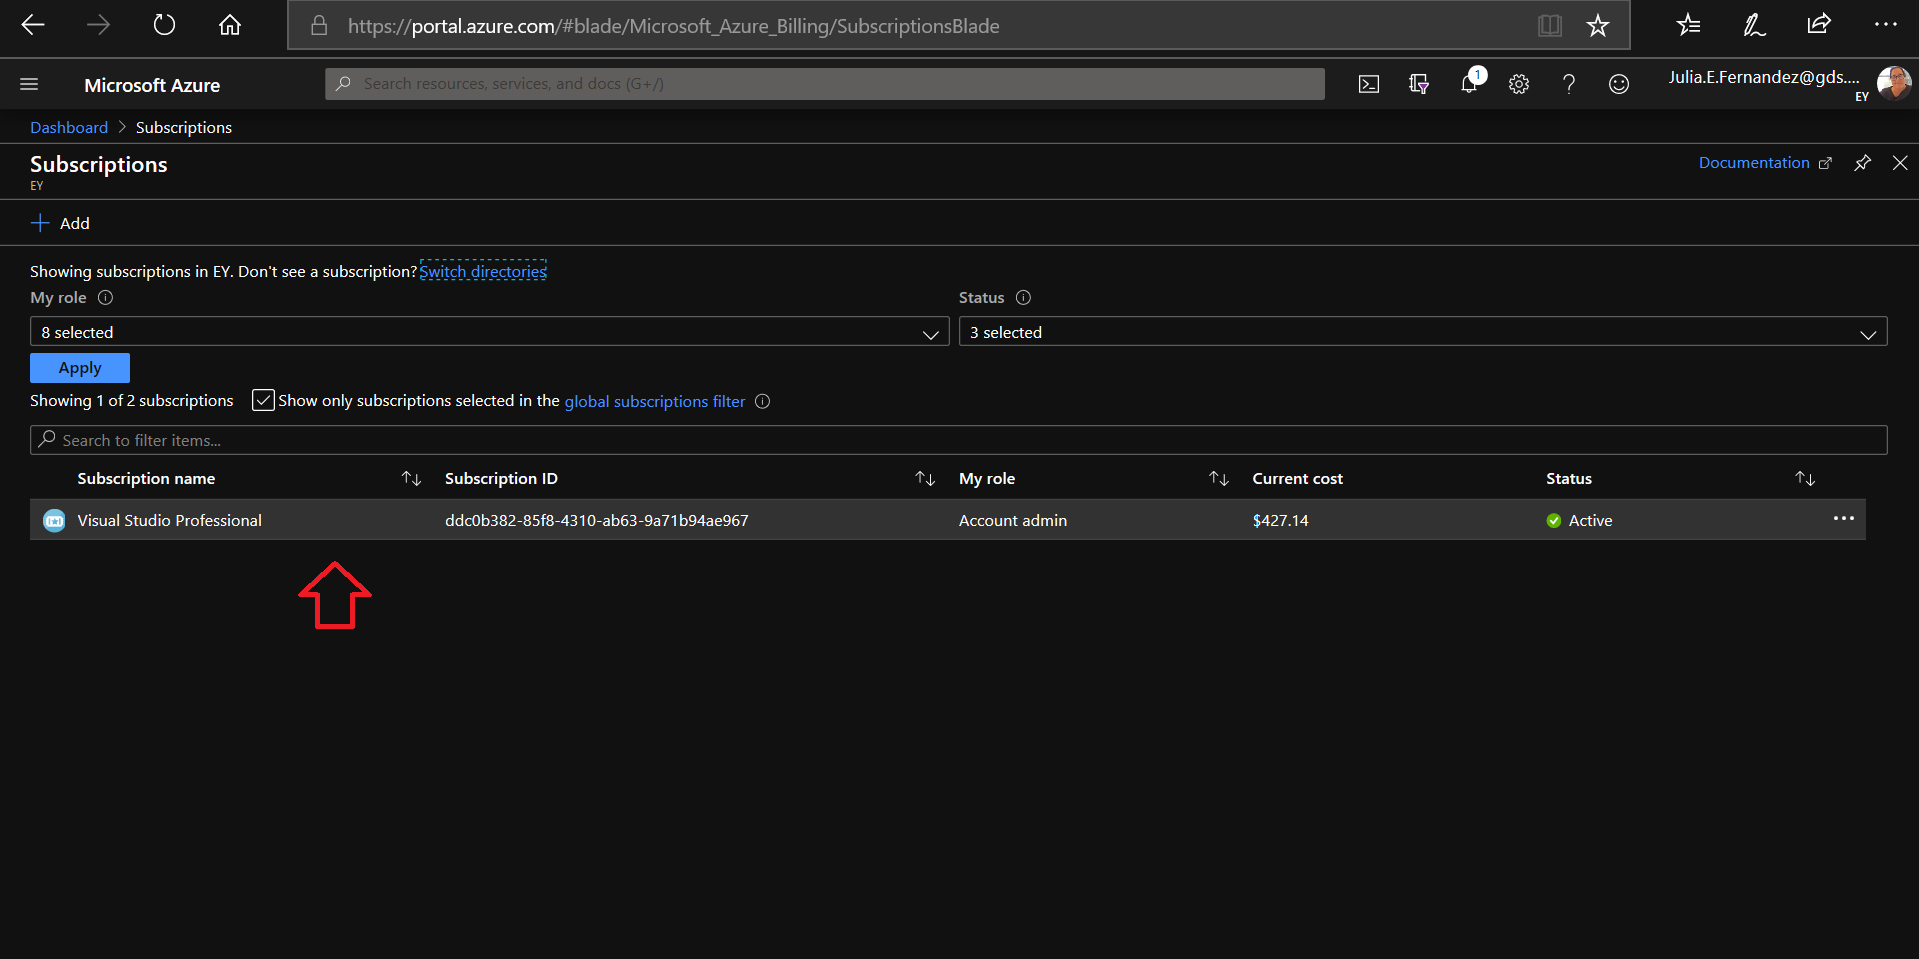 https://portal.azure.com/#blade/Microsoft_Azure_Billing/SubscriptionsBlade
Microsoft Azure
Search resources, services, and docs (G+/)
1
Julia.E.Fernandez@gds....
EY
Dashboard > Subscriptions
Subscriptions
EY
Documentation
Add
Showing subscriptions in EY. Don't see a subscription? Switch directories
My role
Status
8 selected
3 selected
Apply
Showing 1 of 2 subscriptions Show only subscriptions selected in the global subscriptions filter
Search to filter items...
Subscription name Subscription ID My role Current cost Status
Visual Studio Professional ddc0b382-85f8-4310-ab63-9a71b94ae967 Account admin $427.14 Active